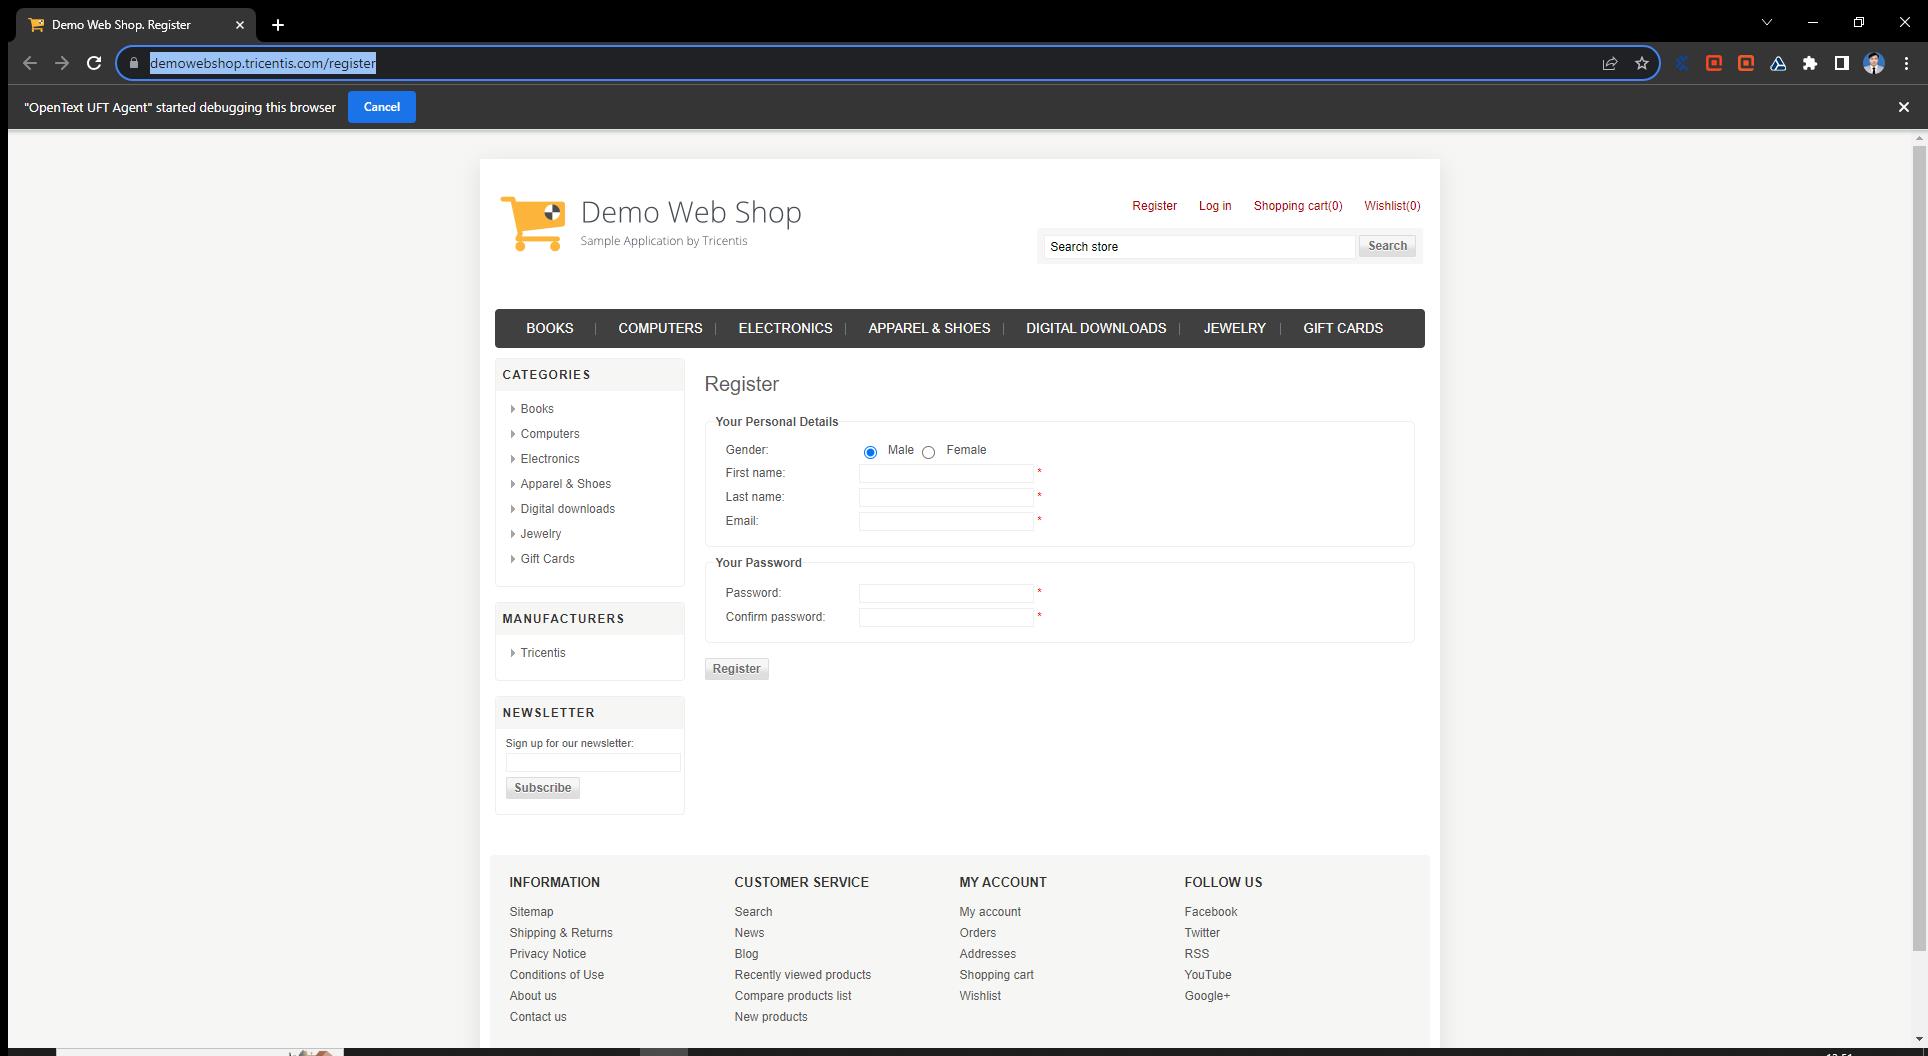 Demo Web Shop. Register
demowebshop.tricentis.com/register
"OpenText UFT Agent" started debugging this browser
Cancel
Demo Web Shop
Sample Application by Tricentis
Register
Log in
Shopping cart(0)
Wishlist(0)
Search store
Search
BOOKS
COMPUTERS
ELECTRONICS
APPAREL & SHOES
DIGITAL DOWNLOADS
JEWELRY
GIFT CARDS
CATEGORIES
Books
Computers
Electronics
Apparel & Shoes
Digital downloads
Jewelry
Gift Cards
MANUFACTURERS
Tricentis
NEWSLETTER
Sign up for our newsletter:
Subscribe
Register
Your Personal Details
Gender: Male Female
First name: *
Last name: *
Email: *
Your Password
Password: *
Confirm password: *
Register
INFORMATION
Sitemap
Shipping & Returns
Privacy Notice
Conditions of Use
About us
Contact us
CUSTOMER SERVICE
Search
News
Blog
Recently viewed products
Compare products list
New products
MY ACCOUNT
My account
Orders
Addresses
Shopping cart
Wishlist
FOLLOW US
Facebook
Twitter
RSS
YouTube
Google+